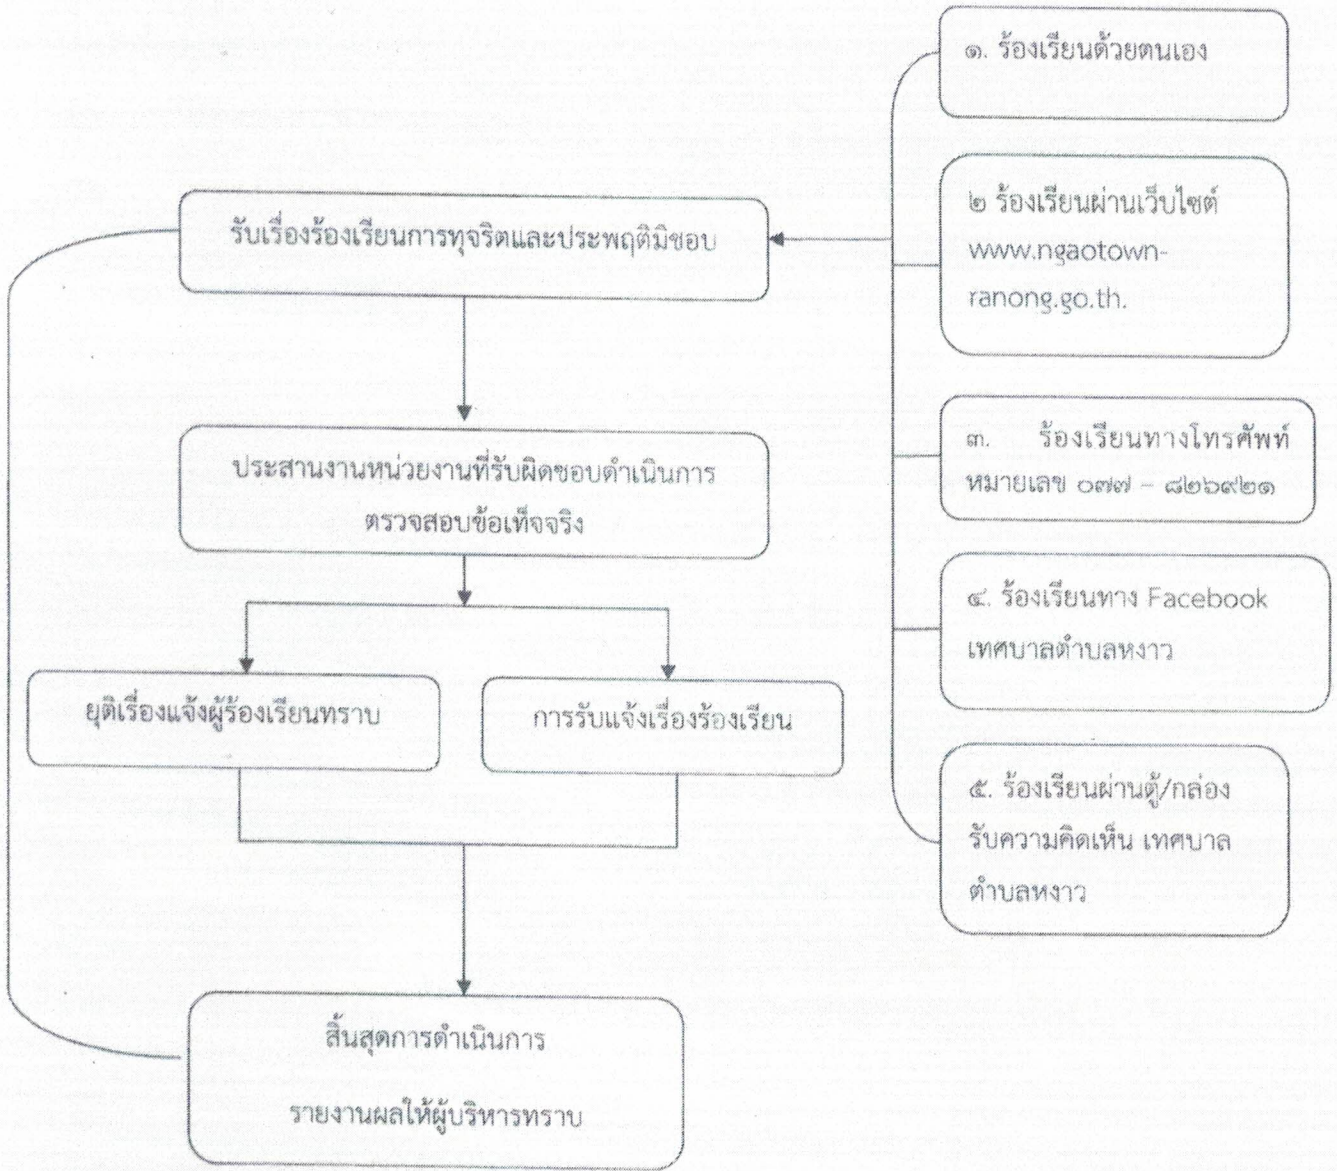 ๑. ร้องเรียนด้วยตนเอง
๒ ร้องเรียนผ่านเว็บไซต์
www.ngaotown-
ranong.go.th.
๓. ร้องเรียนทางโทรศัพท์
หมายเลข ๐๗๗ – ๘๒๖๙๒๑
๔. ร้องเรียนทาง Facebook
เทศบาลตำบลหงาว
๕. ร้องเรียนผ่านตู้/กล่อง
รับความคิดเห็น เทศบาล
ตำบลหงาว
รับเรื่องร้องเรียนการทุจริตและประพฤติมิชอบ
ประสานงานหน่วยงานที่รับผิดชอบดำเนินการ
ตรวจสอบข้อเท็จจริง
ยุติเรื่องแจ้งผู้ร้องเรียนทราบ
การรับแจ้งเรื่องร้องเรียน
สิ้นสุดการดำเนินการ
รายงานผลให้ผู้บริหารทราบ